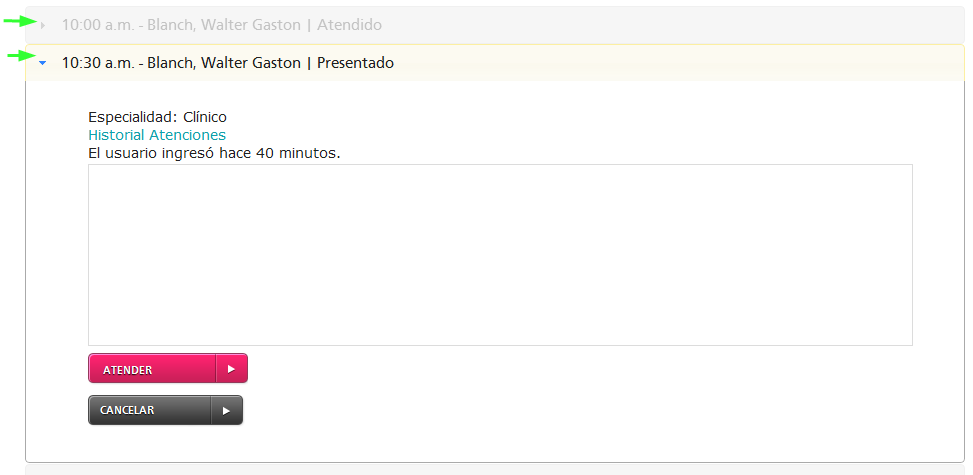 10:00 a.m. - Blanch, Walter Gaston | Atendido
10:30 a.m. - Blanch, Walter Gaston | Presentado
Especialidad: Clínico
Historial Atenciones
El usuario ingresó hace 40 minutos.
ATENDER
CANCELAR